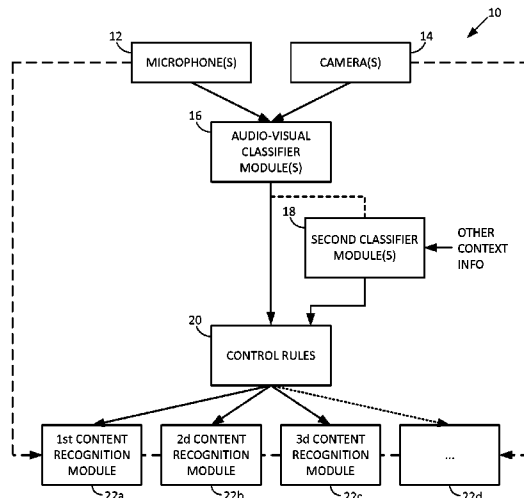 10
12
14
MICROPHONE(S)
CAMERA(S)
16
AUDIO-VISUAL
CLASSIFIER
MODULE(S)
18
SECOND CLASSIFIER
MODULE(S)
OTHER
CONTEXT
INFO
20
CONTROL RULES
1st CONTENT
RECOGNITION
MODULE
2d CONTENT
RECOGNITION
MODULE
3d CONTENT
RECOGNITION
MODULE
...
22a
22b
22c
22d